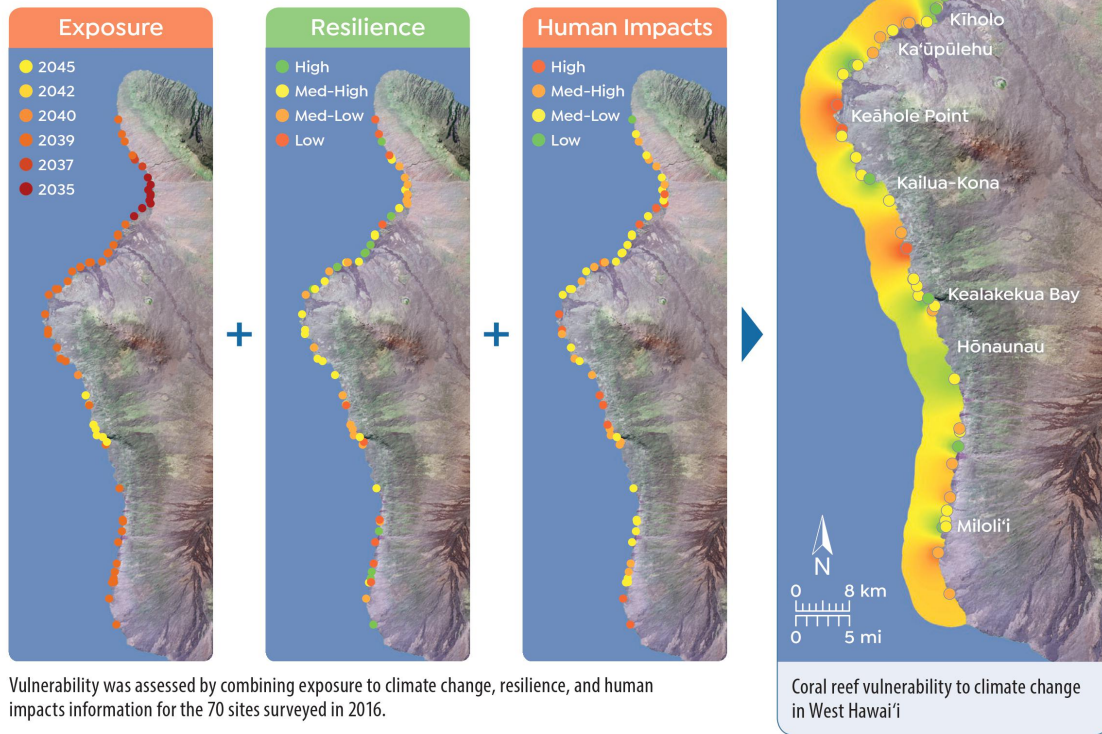 Exposure
2045
2042
2040
2039
2037
2035
+
Resilience
High
Med-High
Med-Low
Low
+
Human Impacts
High
Med-High
Med-Low
Low
Kīholo
Ka‘ūpūlehu
Keāhole Point
Kailua-Kona
Kealakekua Bay
Hōnaunau
Miloli‘i
N
0 8 km
0 5 mi
Vulnerability was assessed by combining exposure to climate change, resilience, and human
impacts information for the 70 sites surveyed in 2016.
Coral reef vulnerability to climate change
in West Hawai‘i